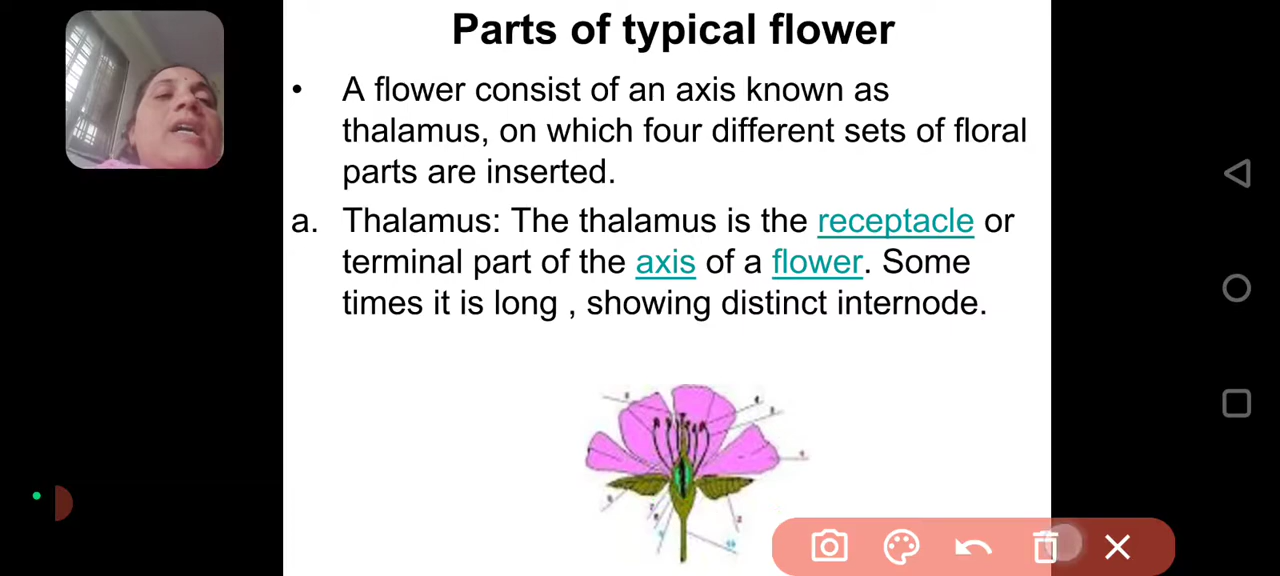 Parts of typical flower
• A flower consist of an axis known as
thalamus, on which four different sets of floral
parts are inserted.
a. Thalamus: The thalamus is the receptacle or
terminal part of the axis of a flower. Some
times it is long , showing distinct internode.